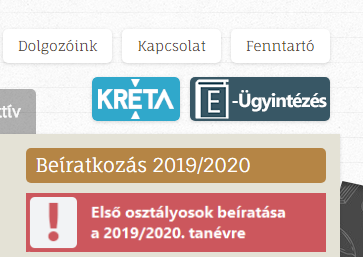 Dolgozóink Kapcsolat Fenntartó
KRÉTA E-Ügyintézés
Beíratkozás 2019/2020
Első osztályosok beíratása
a 2019/2020. tanévre